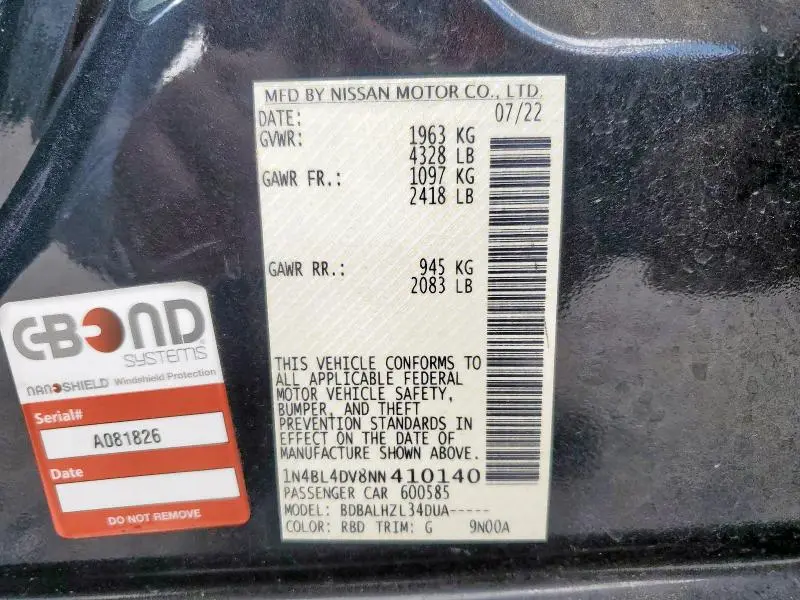 MFD BY NISSAN MOTOR CO., LTD.
DATE: 07/22
GVWR: 1963 KG
4328 LB
GAWR FR.: 1097 KG
2418 LB
GAWR RR.: 945 KG
2083 LB
THIS VEHICLE CONFORMS TO
ALL APPLICABLE FEDERAL
MOTOR VEHICLE SAFETY,
BUMPER, AND THEFT
PREVENTION STANDARDS IN
EFFECT ON THE DATE OF
MANUFACTURE SHOWN ABOVE.
1N4BL4DV8NN410140
PASSENGER CAR 600585
MODEL: BDBALHZL34DUA-----
COLOR: RBD TRIM: G 9N00A
C-BOND
SYSTEMS
NANOSHIELD Windshield Protection
Serial#
A081826
Date
DO NOT REMOVE